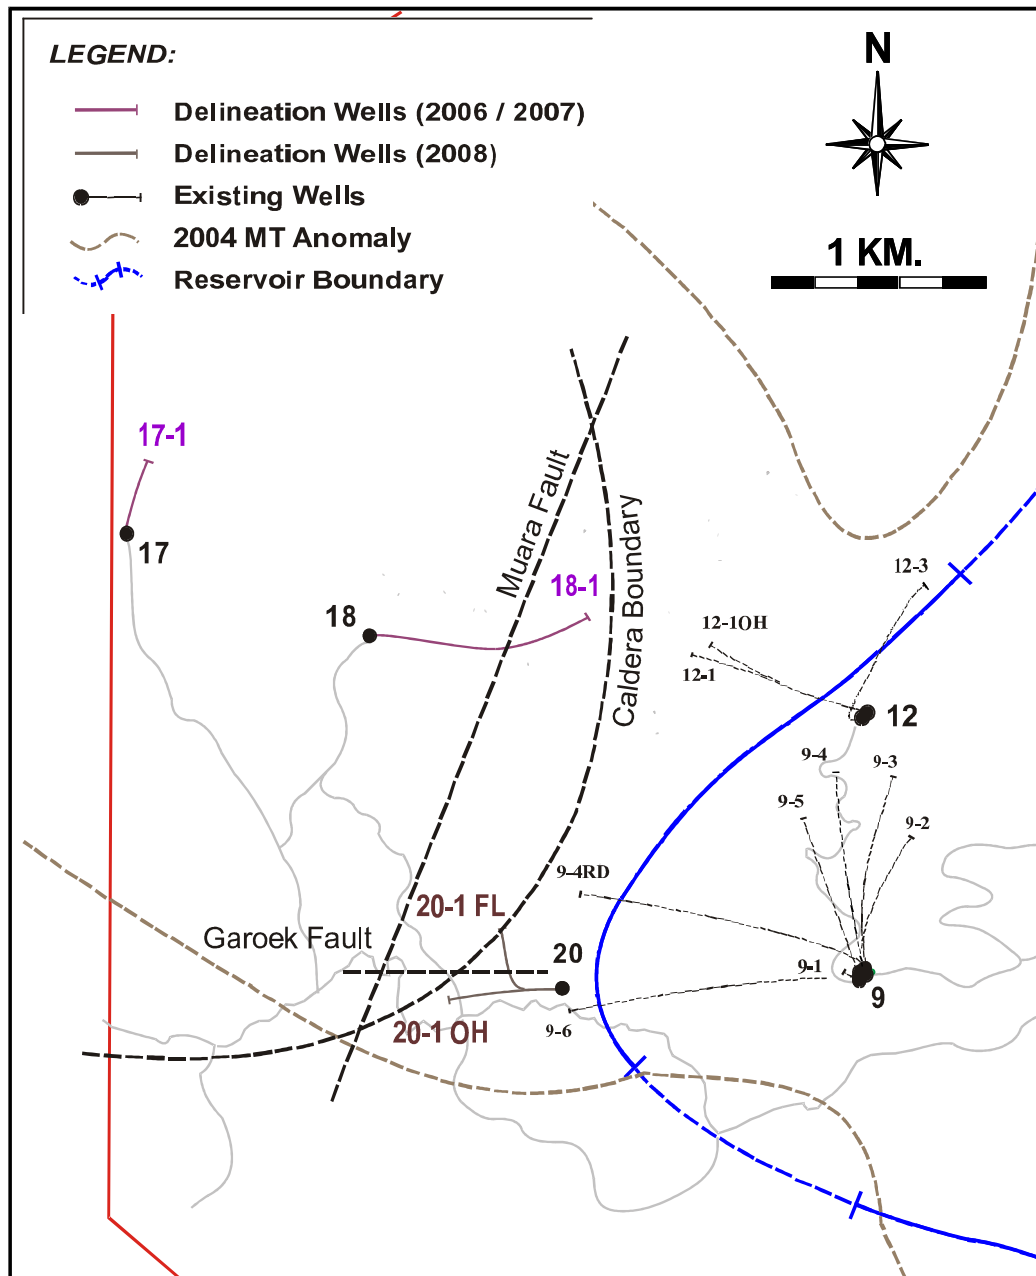 LEGEND:
Delineation Wells (2006 / 2007)
Delineation Wells (2008)
Existing Wells
2004 MT Anomaly
Reservoir Boundary
N
1 KM.
17-1
17
18
18-1
Muara Fault
Caldera Boundary
12-3
12-1OH
12-1
12
9-4
9-3
9-5
9-2
9-4RD
20-1 FL
Garoek Fault
20
9-1
9
20-1 OH
9-6